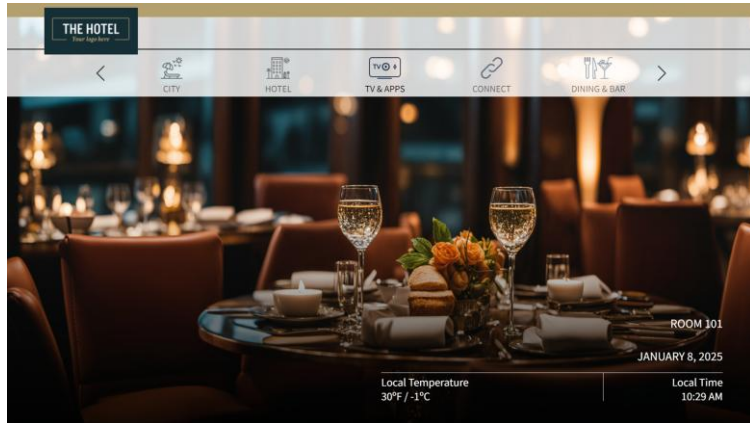 THE HOTEL
Your logo here
CITY
HOTEL
TV
TV & APPS
CONNECT
DINING & BAR
ROOM 101
JANUARY 8, 2025
Local Temperature
30°F / -1°C
Local Time
10:29 AM